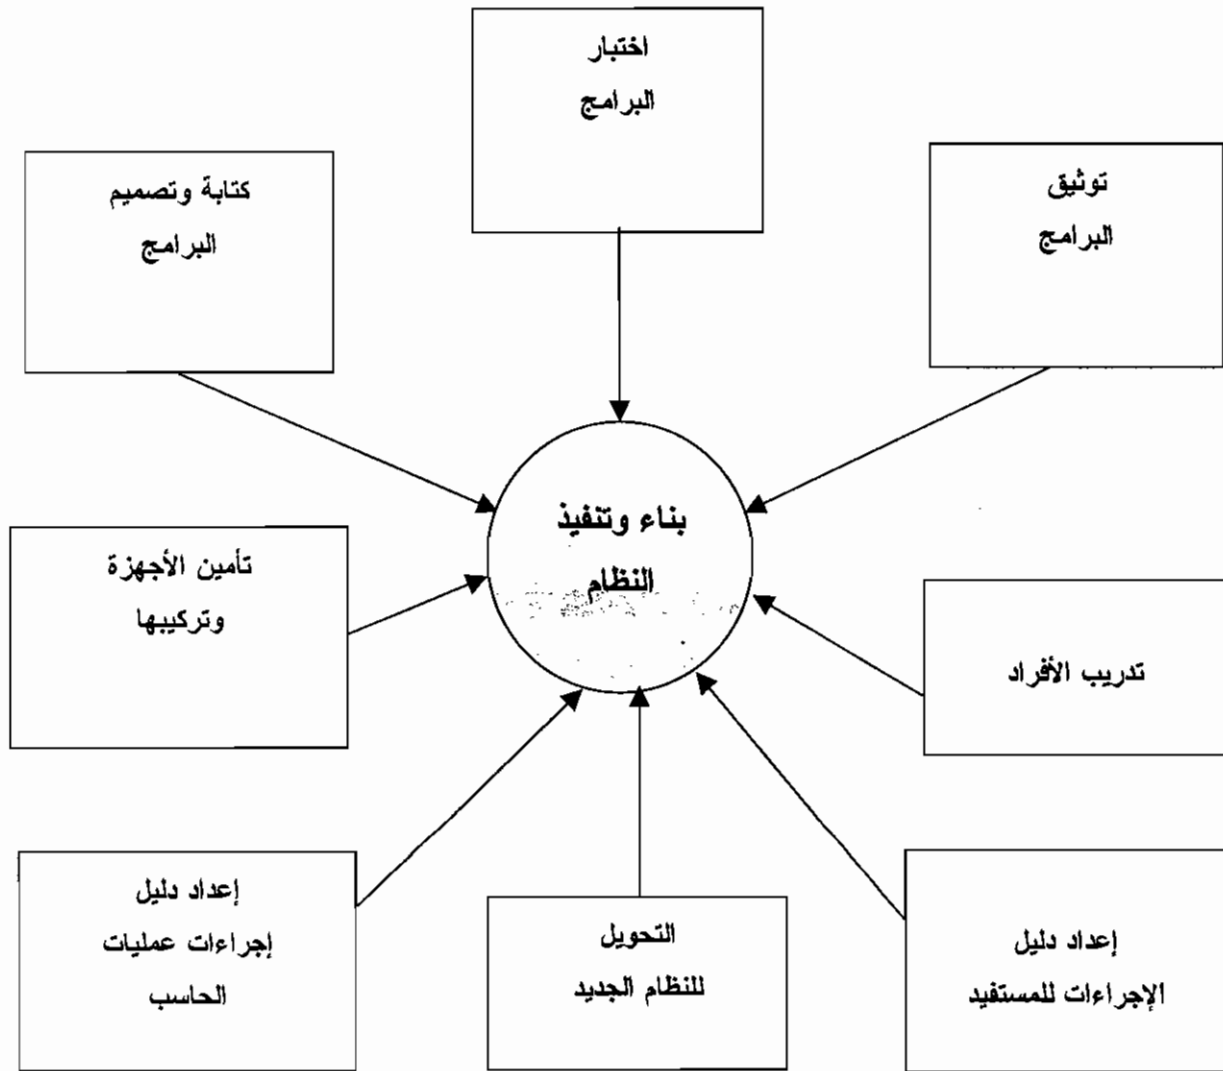 اختبار
البرامج
توثيق
البرامج
كتابة وتصميم
البرامج
بناء وتنفيذ
النظام
تأمين الأجهزة
وتركيبها
تدريب الأفراد
إعداد دليل
الإجراءات للمستفيد
التحويل
للنظام الجديد
إعداد دليل
إجراءات عمليات
الحاسب